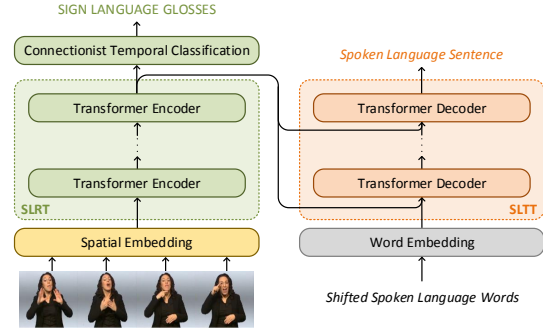 SIGN LANGUAGE GLOSSES
Connectionist Temporal Classification
Transformer Encoder
Transformer Encoder
SLRT
Spatial Embedding
Spoken Language Sentence
Transformer Decoder
Transformer Decoder
SLTT
Word Embedding
Shifted Spoken Language Words